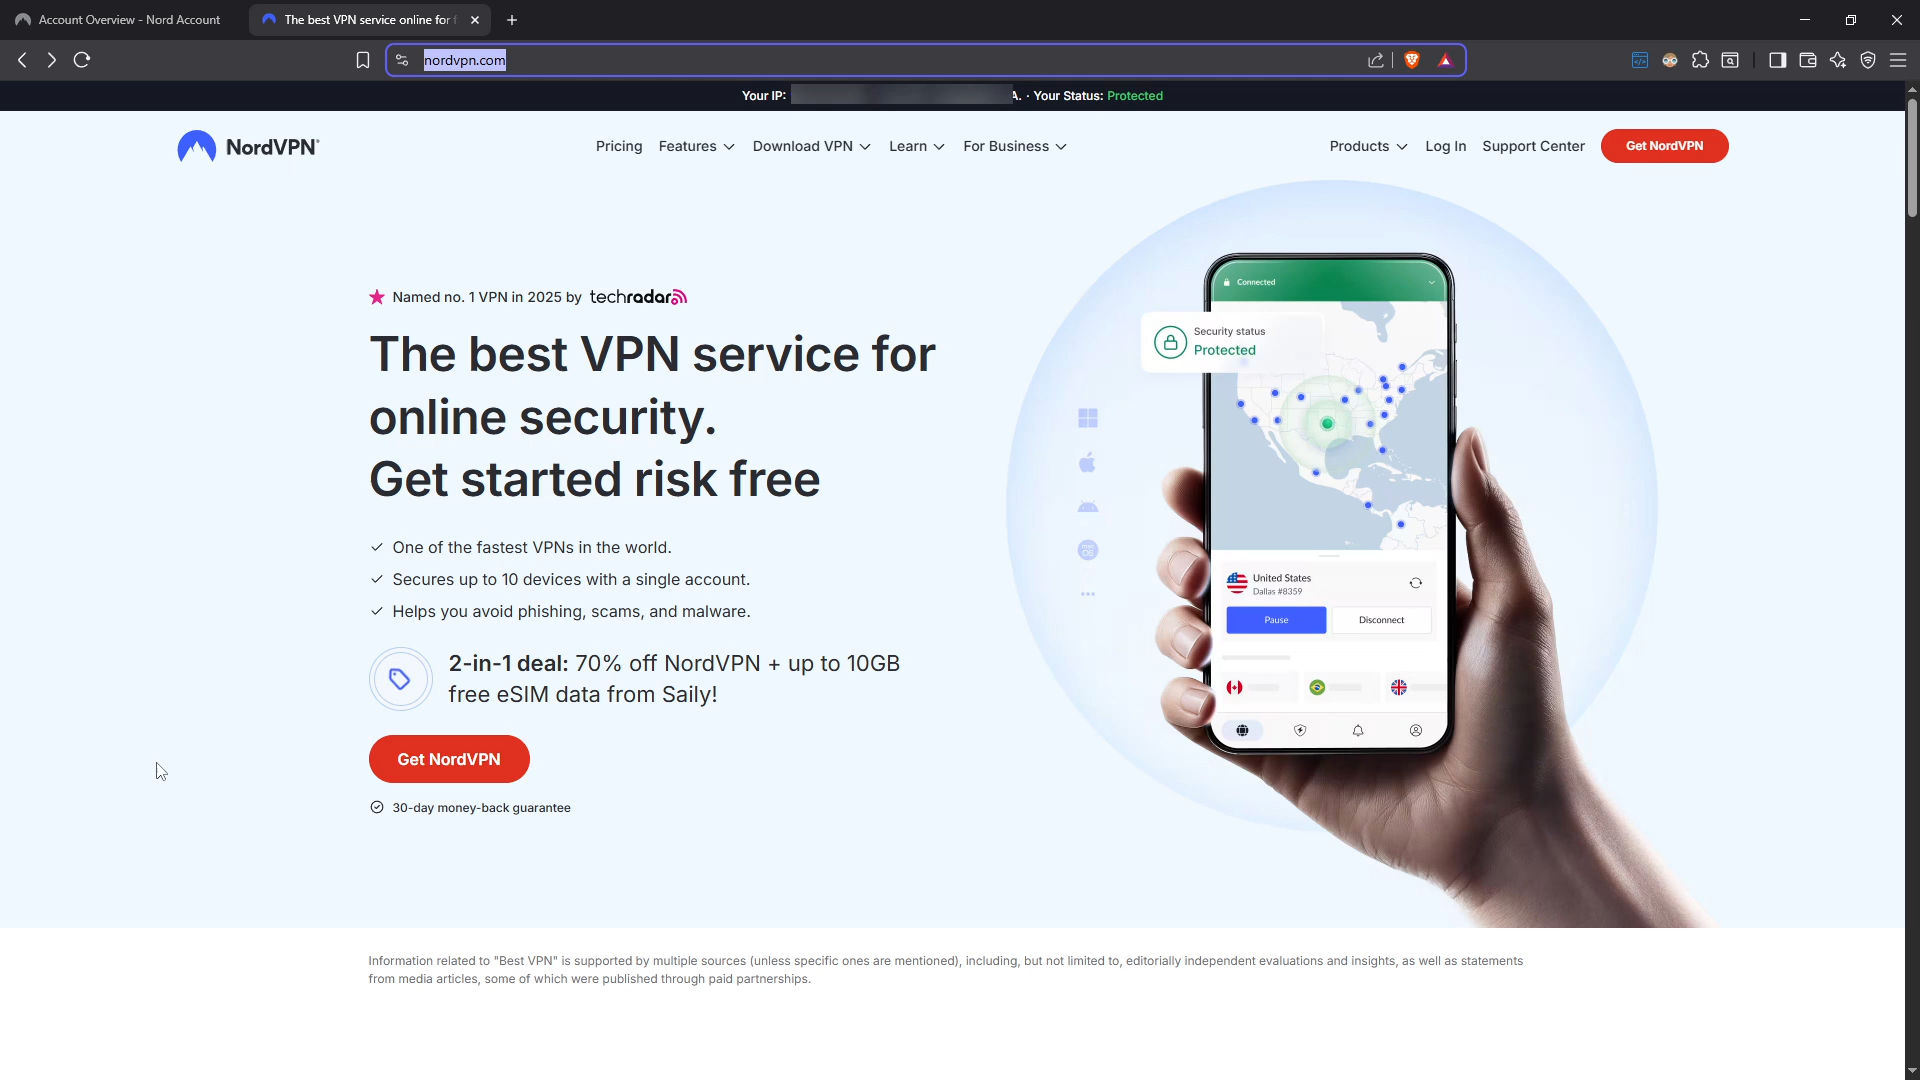 Account Overview - Nord Account
The best VPN service online for
nordvpn.com
Your IP: A. · Your Status: Protected
NordVPN®
Pricing Features Download VPN Learn For Business Products Log In Support Center Get NordVPN
Named no. 1 VPN in 2025 by techradar
The best VPN service for
online security.
Get started risk free
One of the fastest VPNs in the world.
Secures up to 10 devices with a single account.
Helps you avoid phishing, scams, and malware.
2-in-1 deal: 70% off NordVPN + up to 10GB
free eSIM data from Saily!
Get NordVPN
30-day money-back guarantee
Connected
Security status
Protected
mac
OS
United States
Dallas #8359
Pause Disconnect
Information related to "Best VPN" is supported by multiple sources (unless specific ones are mentioned), including, but not limited to, editorially independent evaluations and insights, as well as statements
from media articles, some of which were published through paid partnerships.